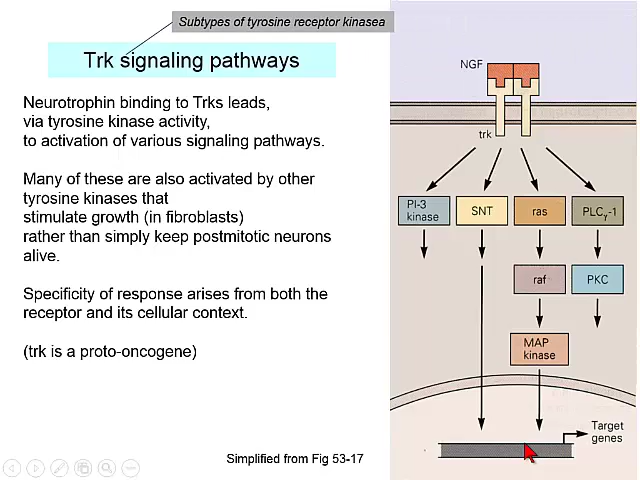 Subtypes of tyrosine receptor kinasea
Trk signaling pathways
Neurotrophin binding to Trks leads,
via tyrosine kinase activity,
to activation of various signaling pathways.
Many of these are also activated by other
tyrosine kinases that
stimulate growth (in fibroblasts)
rather than simply keep postmitotic neurons
alive.
Specificity of response arises from both the
receptor and its cellular context.
(trk is a proto-oncogene)
Simplified from Fig 53-17
NGF
trk
PI-3
kinase
SNT
ras
PLCγ-1
raf
PKC
MAP
kinase
Target
genes